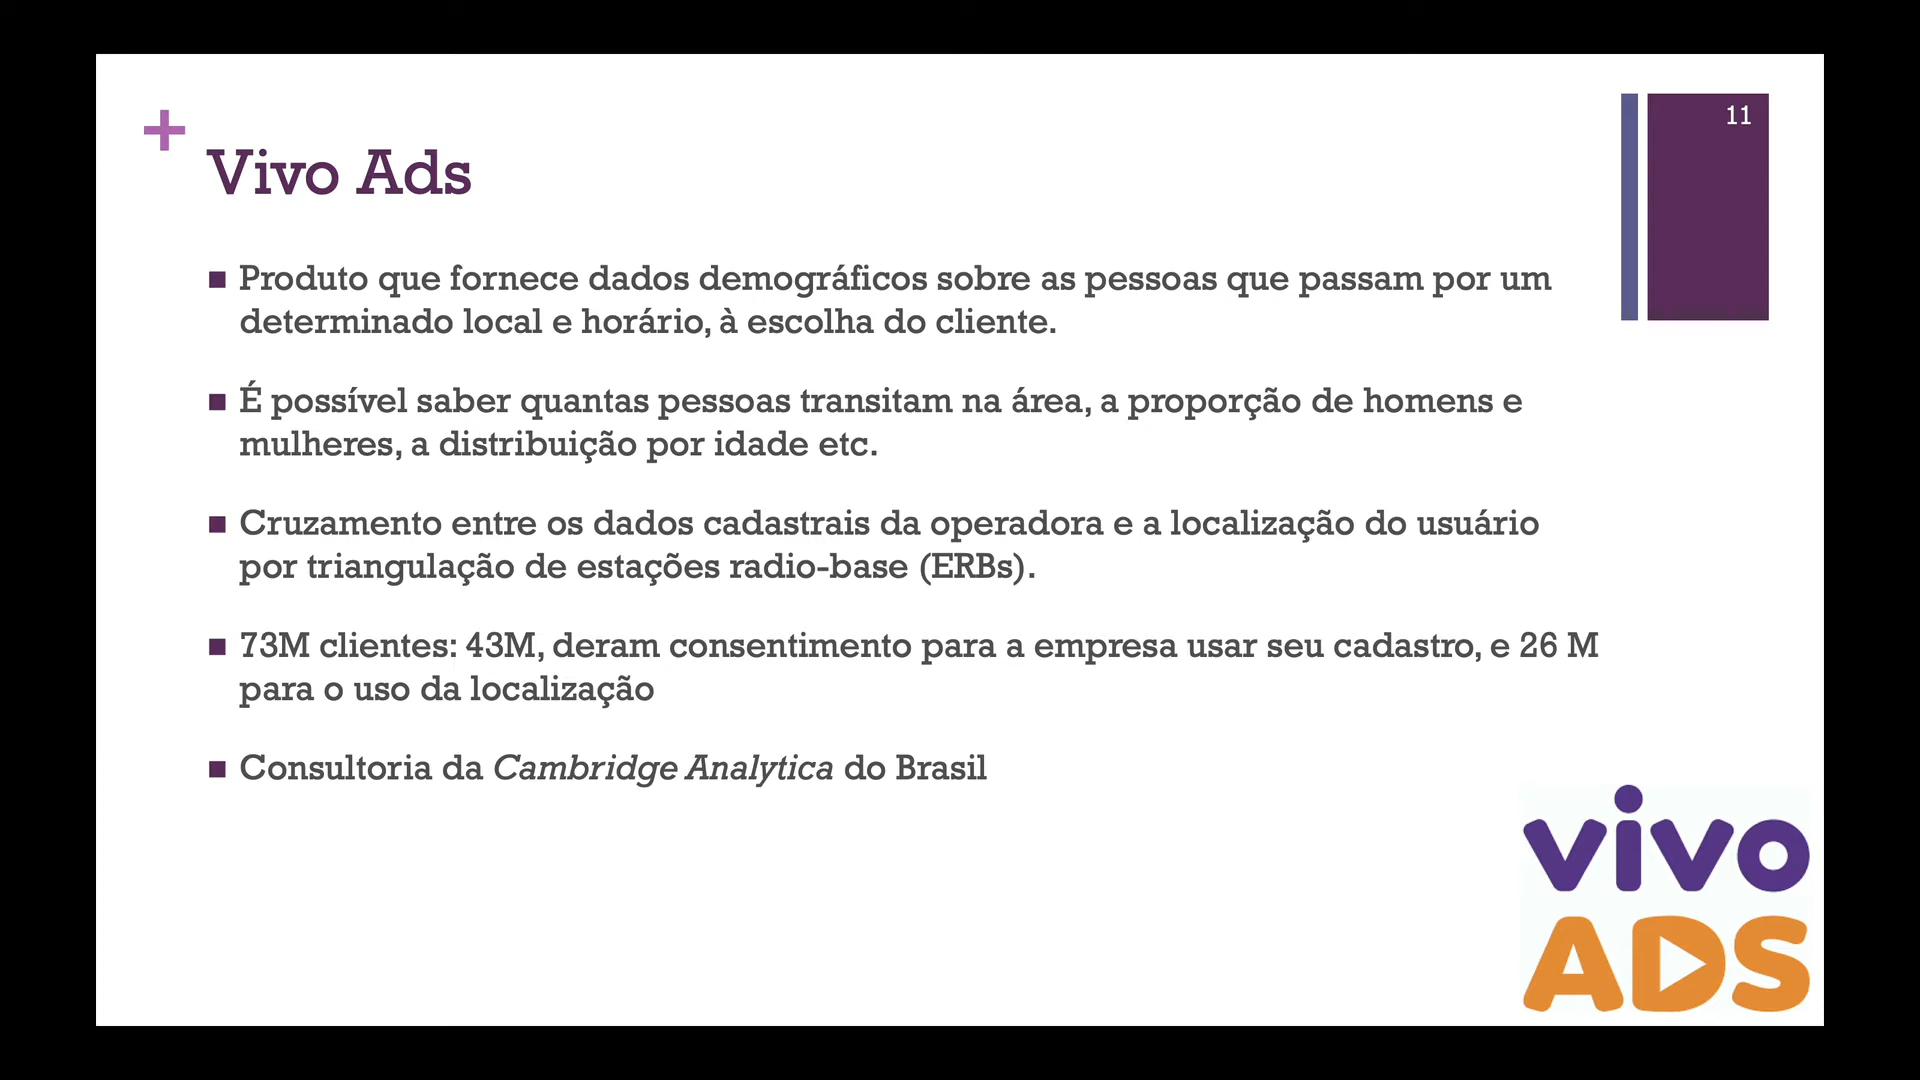 11
+
Vivo Ads
Produto que fornece dados demográficos sobre as pessoas que passam por um
determinado local e horário, à escolha do cliente.
É possível saber quantas pessoas transitam na área, a proporção de homens e
mulheres, a distribuição por idade etc.
Cruzamento entre os dados cadastrais da operadora e a localização do usuário
por triangulação de estações radio-base (ERBs).
73M clientes: 43M, deram consentimento para a empresa usar seu cadastro, e 26 M
para o uso da localização
Consultoria da Cambridge Analytica do Brasil
vivo
ADS